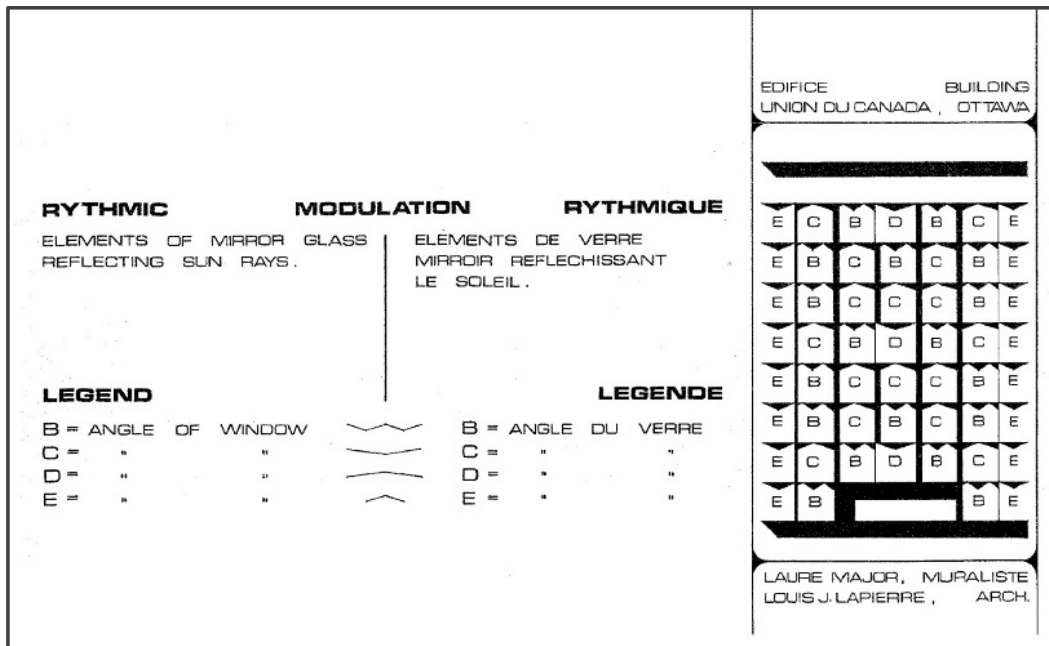 RYTHMIC MODULATION RYTHMIQUE
ELEMENTS OF MIRROR GLASS
REFLECTING SUN RAYS.
ELEMENTS DE VERRE
MIRROIR REFLECHISSANT
LE SOLEIL.
LEGEND
B = ANGLE OF WINDOW
C = " "
D = " "
E = " "
LEGENDE
B = ANGLE DU VERRE
C = " "
D = " "
E = " "
EDIFICE BUILDING
UNION DU CANADA, OTTAWA
E C B D B C E
E B C B C B E
E B C C C B E
E C B D B C E
E B C C C B E
E B C B C B E
E C B D B C E
E B B E
LAURE MAJOR, MURALISTE
LOUIS J. LAPIERRE, ARCH.